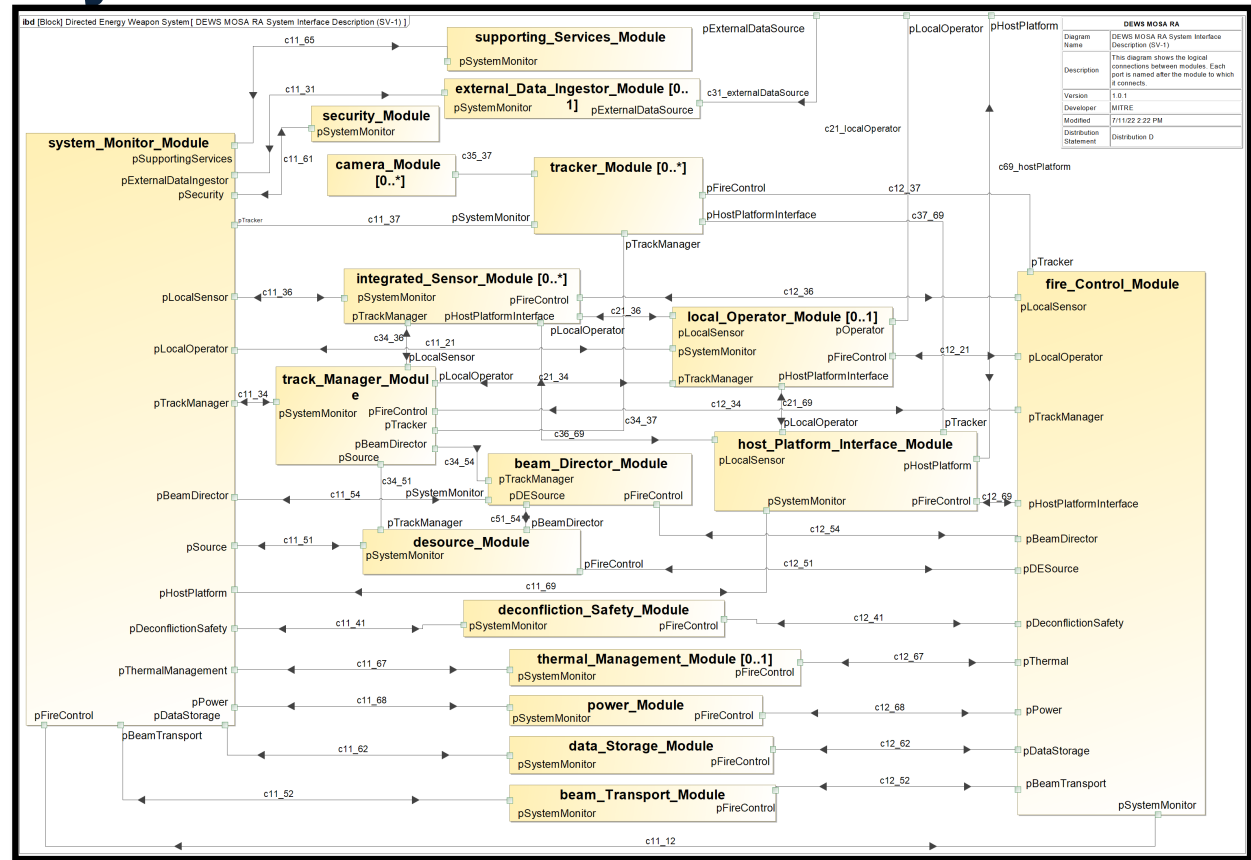 ibd [Block] Directed Energy Weapon System[ DEWS MOSA RA System Interface Description (SV-1) ]
pExternalDataSource
pLocalOperator
pHostPlatform
DEWS MOSA RA
Diagram Name
DEWS MOSA RA System Interface Description (SV-1)
Description
This diagram shows the logical
connections between modules. Each
port is named after the module to which
it connects.
Version
1.0.1
Developer
MITRE
Modified
7/11/22 2:22 PM
Distribution Statement
Distribution D
c11_65
supporting_Services_Module
pSystemMonitor
c11_31
external_Data_Ingestor_Module [0..
1]
pSystemMonitor
pExternalDataSource
c31_externalDataSource
c21_localOperator
c69_hostPlatform
security_Module
pSystemMonitor
c11_61
system_Monitor_Module
pSupportingServices
pExternalDataIngestor
pSecurity
pTracker
pLocalSensor
pLocalOperator
pTrackManager
pBeamDirector
pSource
pHostPlatform
pDeconflictionSafety
pThermalManagement
pPower
pDataStorage
pFireControl
pBeamTransport
camera_Module
[0..*]
c35_37
tracker_Module [0..*]
pFireControl
pHostPlatformInterface
pSystemMonitor
pTrackManager
c11_37
c12_37
c37_69
pTracker
integrated_Sensor_Module [0..*]
pSystemMonitor
pFireControl
pTrackManager
pHostPlatformInterface
pLocalOperator
c11_36
c12_36
c21_36
local_Operator_Module [0..1]
pOperator
pLocalSensor
pSystemMonitor
pFireControl
pHostPlatformInterface
pTrackManager
c34_36
c11_21
c12_21
pLocalSensor
track_Manager_Modul
e
pLocalOperator
pSystemMonitor
pFireControl
pTracker
pBeamDirector
pSource
c11_34
c21_34
c12_34
c21_69
c34_37
c36_69
c34_54
c34_51
pLocalOperator
pTracker
host_Platform_Interface_Module
pLocalSensor
pHostPlatform
pSystemMonitor
pFireControl
c12_69
beam_Director_Module
pTrackManager
pSystemMonitor
pDESource
pFireControl
c11_54
c51_54
pBeamDirector
c12_54
pTrackManager
desource_Module
pSystemMonitor
pFireControl
c11_51
c12_51
c11_69
deconfliction_Safety_Module
pSystemMonitor
pFireControl
c11_41
c12_41
thermal_Management_Module [0..1]
pSystemMonitor
pFireControl
c11_67
c12_67
power_Module
pSystemMonitor
pFireControl
c11_68
c12_68
data_Storage_Module
pSystemMonitor
pFireControl
c11_62
c12_62
beam_Transport_Module
pSystemMonitor
pFireControl
c11_52
c12_52
c11_12
fire_Control_Module
pLocalSensor
pLocalOperator
pTrackManager
pHostPlatformInterface
pBeamDirector
pDESource
pDeconflictionSafety
pThermal
pPower
pDataStorage
pBeamTransport
pSystemMonitor